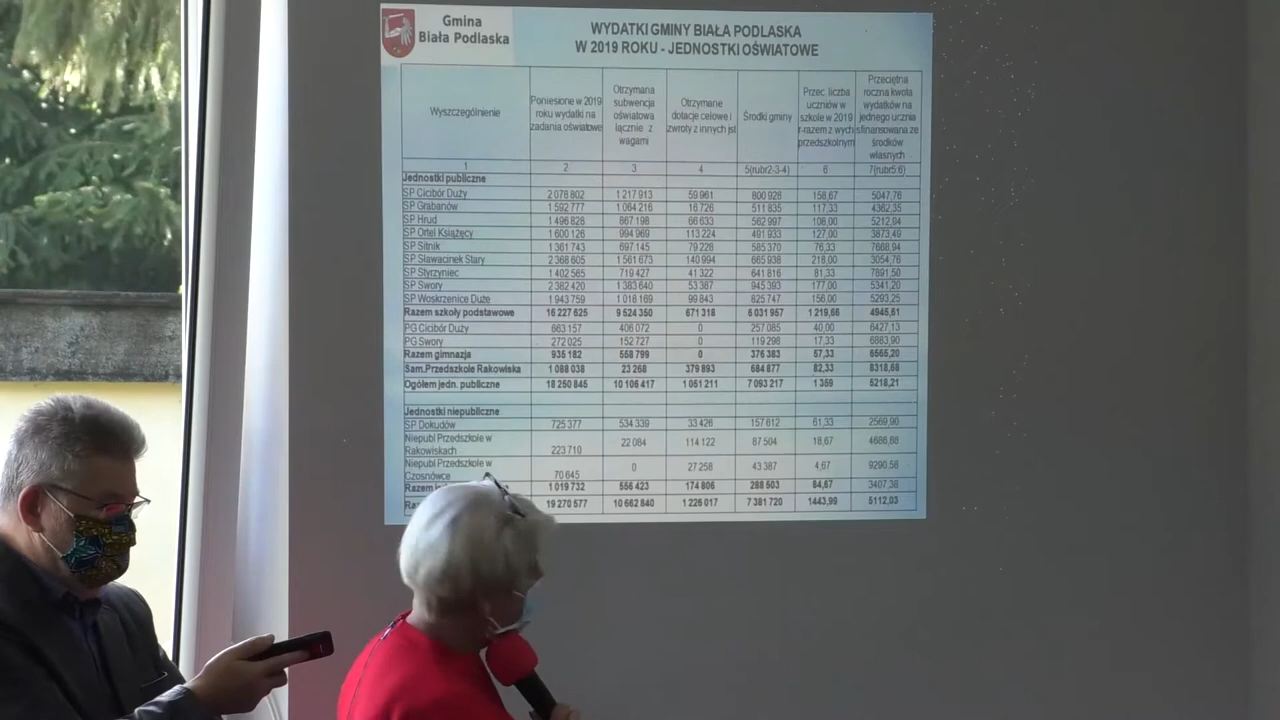 Gmina
Biała Podlaska
WYDATKI GMINY BIAŁA PODLASKA
W 2019 ROKU - JEDNOSTKI OŚWIATOWE
Wyszczególnienie
Poniesione w 2019
roku wydatki na
zadania oświatowe
Otrzymana
subwencja
oświatowa
łącznie z
wagami
Otrzymane
dotacje celowe i
zwroty z innych jst
Środki gminy
Przec. liczba
uczniów w
szkole w 2019
r-razem z wych
przedszkolnym
Przeciętna
roczna kwota
wydatków na
jednego ucznia
sfinansowana ze
środków
własnych
1 2 3 4 5(rubr2-3-4) 6 7(rubr5:6)
Jednostki publiczne
SP Cicibór Duży 2 078 802 1 217 913 59 961 800 928 158,67 5047,76
SP Grabanów 1 592 777 1 064 216 16 726 511 835 117,33 4362,35
SP Hrud 1 496 828 867 198 66 633 562 997 108,00 5212,94
SP Ortel Książęcy 1 600 126 994 969 113 224 491 933 127,00 3873,49
SP Sitnik 1 361 743 697 145 79 228 585 370 76,33 7668,94
SP Sławacinek Stary 2 368 605 1 561 673 140 994 665 938 218,00 3054,76
SP Styrzyniec 1 402 565 719 427 41 322 641 816 81,33 7891,50
SP Swory 2 382 420 1 383 640 53 387 945 393 177,00 5341,20
SP Woskrzenice Duże 1 943 759 1 018 169 99 843 825 747 156,00 5293,25
Razem szkoły podstawowe 16 227 625 9 524 350 671 318 6 031 957 1 219,66 4945,61
PG Cicibór Duży 663 157 406 072 0 257 085 40,00 6427,13
PG Swory 272 025 152 727 0 119 298 17,33 6883,90
Razem gimnazja 935 182 558 799 0 376 383 57,33 6565,20
Sam.Przedszkole Rakowiska 1 088 038 23 268 379 893 684 877 82,33 8318,68
Ogółem jedn. publiczne 18 250 845 10 106 417 1 051 211 7 093 217 1 359 5218,21
Jednostki niepubliczne
SP Dokudów 725 377 534 339 33 426 157 612 61,33 2569,90
Niepubl Przedszkole w
Rakowiskach 223 710 22 084 114 122 87 504 18,67 4686,88
Niepubl Przedszkole w
Czosnówce 70 645 0 27 258 43 387 4,67 9290,58
Razem 1 019 732 556 423 174 806 288 503 84,67 3407,38
19 270 577 10 662 840 1 226 017 7 381 720 1443,99 5112,03